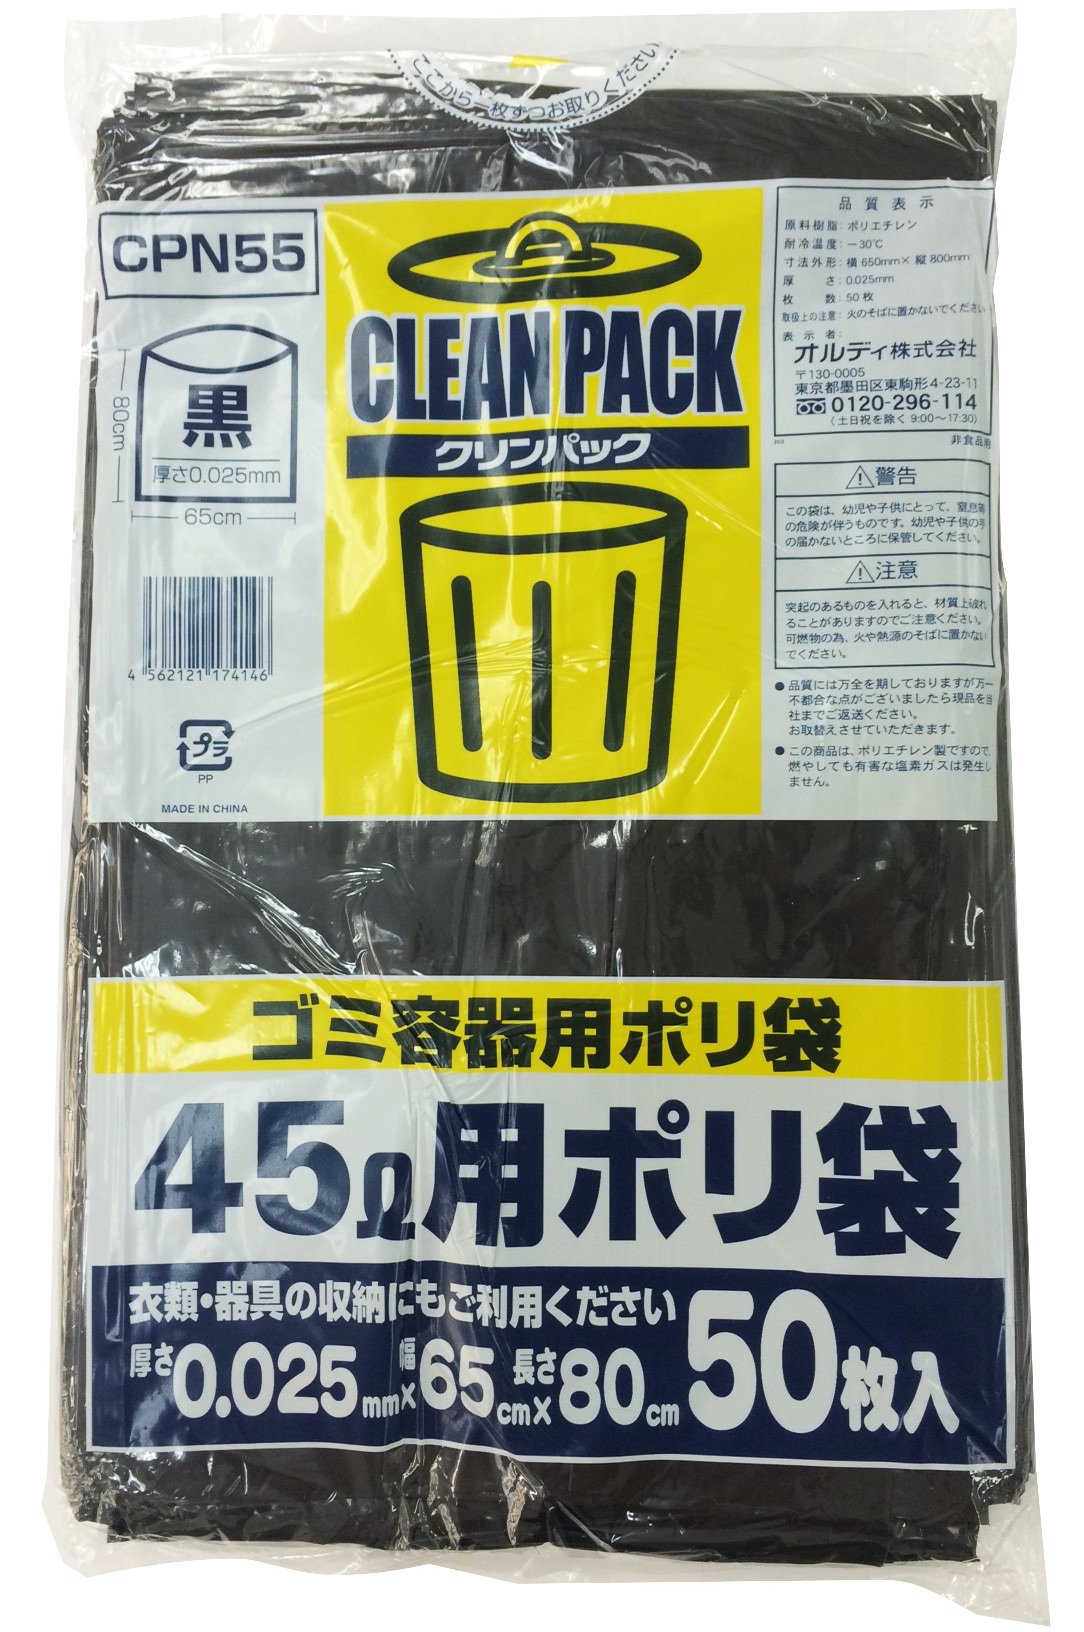 ここから一枚ずつお取りください
CPN55
黒
厚さ0.025mm
80cm
65cm
4 562121 174146
プラ
PP
MADE IN CHINA
CLEAN PACK
クリンパック
品質表示
原料樹脂：ポリエチレン
耐冷温度：－30℃
寸法外形：横650mm×縦800mm
厚さ：0.025mm
枚数：50枚
取扱上の注意：火のそばに置かないでください
表示者：
オルディ株式会社
〒130-0005
東京都墨田区東駒形4-23-11
0120-296-114
（土日祝を除く9:00～17:30）
202
非食品用
警告
この袋は、幼児や子供にとって、窒息等
の危険が伴うものです。幼児や子供の手
の届かないところに保管してください。
注意
突起のあるものを入れると、材質上破れ
ることがありますのでご注意ください。
可燃物の為、火や熱源のそばに置かない
でください。
●品質には万全を期しておりますが万一
不都合な点がございましたら現品を当
社までご返送ください。
お取替えさせていただきます。
●この商品は、ポリエチレン製ですので、
燃やしても有害な塩素ガスは発生し
ません。
ゴミ容器用ポリ袋
45ℓ用ポリ袋
衣類・器具の収納にもご利用ください
厚さ0.025mm×幅65cm×長さ80cm 50枚入